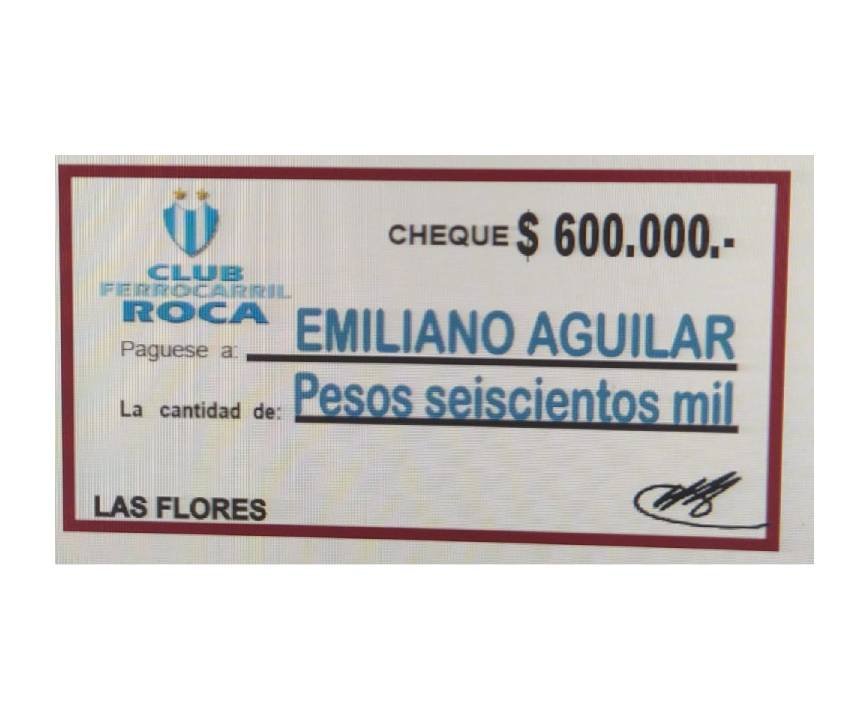 CHEQUE $ 600.000.-
CLUB
FERROCARRIL
ROCA
Paguese a: EMILIANO AGUILAR
La cantidad de: Pesos seiscientos mil
LAS FLORES